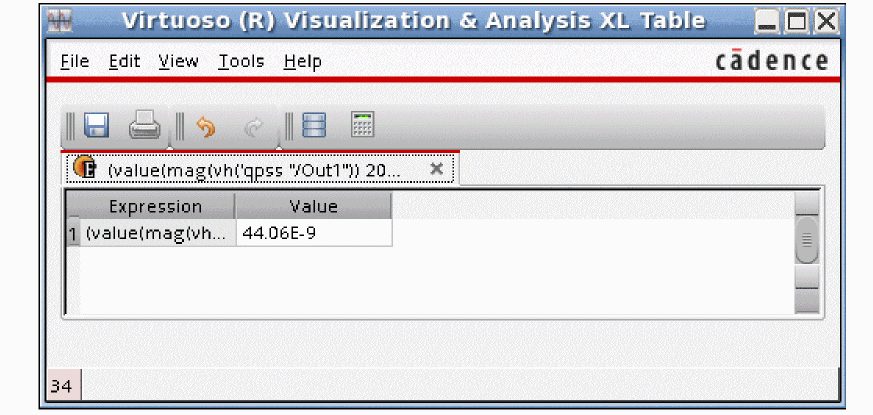 Virtuoso (R) Visualization & Analysis XL Table
File Edit View Tools Help
cādence
(value(mag(vh('qpss "/Out1")) 20...
Expression Value
1 (value(mag(vh... 44.06E-9
34